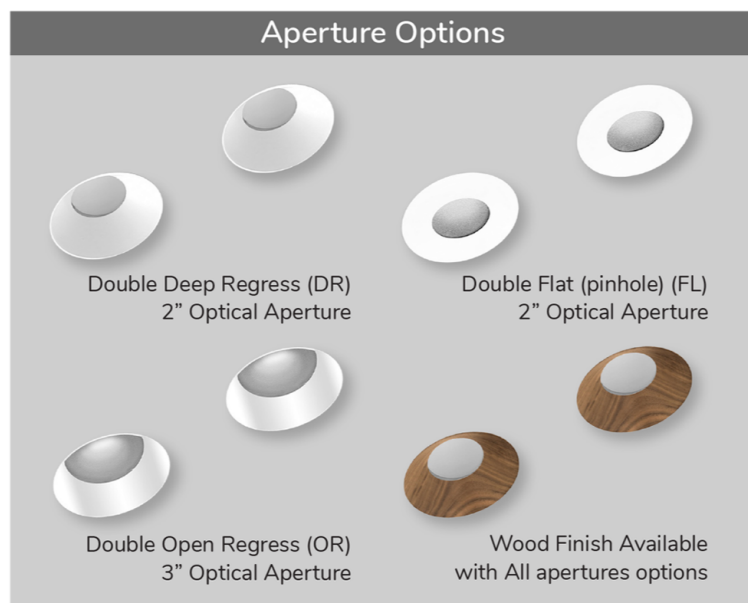 Aperture Options
Double Deep Regress (DR)
2” Optical Aperture
Double Flat (pinhole) (FL)
2” Optical Aperture
Double Open Regress (OR)
3” Optical Aperture
Wood Finish Available
with All apertures options